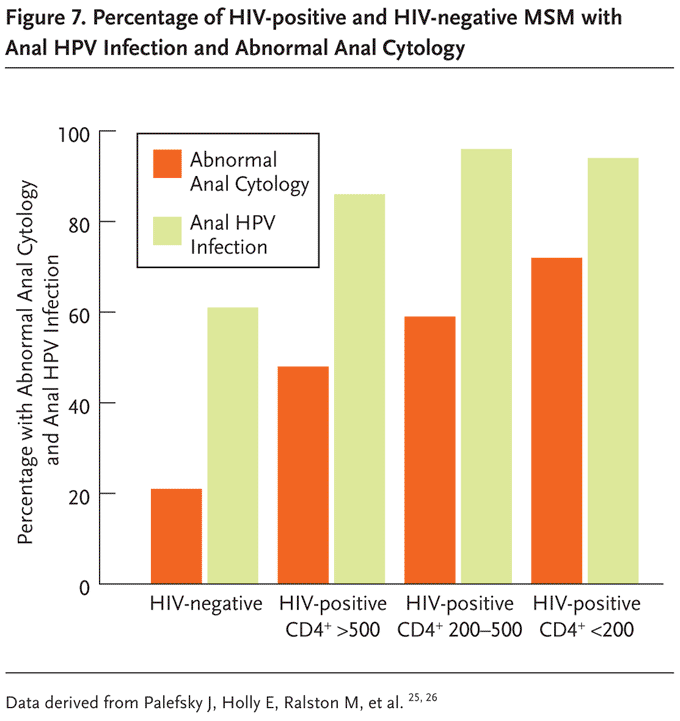 Figure 7. Percentage of HIV-positive and HIV-negative MSM with
Anal HPV Infection and Abnormal Anal Cytology
Percentage with Abnormal Anal Cytology
and Anal HPV Infection
100
80
60
40
20
0
Abnormal
Anal Cytology
Anal HPV
Infection
HIV-negative
HIV-positive
CD4⁺ >500
HIV-positive
CD4⁺ 200–500
HIV-positive
CD4⁺ <200
Data derived from Palefsky J, Holly E, Ralston M, et al. ²⁵, ²⁶